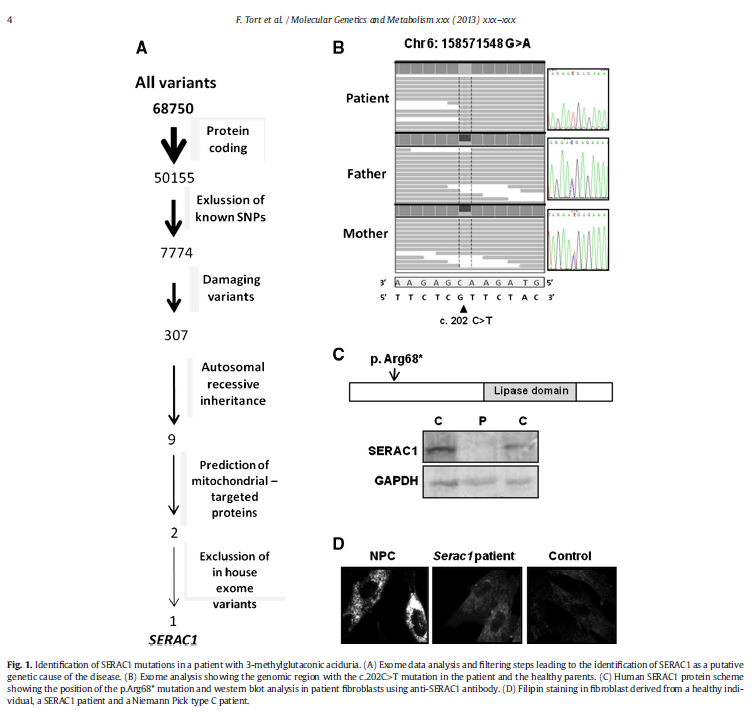 4
F. Tort et al. / Molecular Genetics and Metabolism xxx (2013) xxx–xxx
A
All variants
68750
Protein
coding
50155
Exlussion of
known SNPs
7774
Damaging
variants
307
Autosomal
recessive
inheritance
9
Prediction of
mitochondrial –
targeted
proteins
2
Exclussion of
in house
exome
variants
1
SERAC1
B
Chr6: 158571548 G>A
Patient
Father
Mother
3' A A G A G C A A G A T G 5'
5' T T C T C G T T C T A C 3'
c. 202 C>T
C
p. Arg68*
Lipase domain
C P C
SERAC1
GAPDH
D
NPC Serac1 patient Control
Fig. 1. Identification of SERAC1 mutations in a patient with 3-methylglutaconic aciduria. (A) Exome data analysis and filtering steps leading to the identification of SERAC1 as a putative
genetic cause of the disease. (B) Exome analysis showing the genomic region with the c.202C>T mutation in the patient and the healthy parents. (C) Human SERAC1 protein scheme
showing the position of the p.Arg68* mutation and western blot analysis in patient fibroblasts using anti-SERAC1 antibody. (D) Filipin staining in fibroblast derived from a healthy indi-
vidual, a SERAC1 patient and a Niemann Pick type C patient.